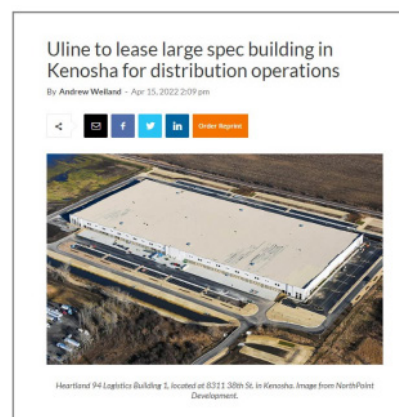 Uline to lease large spec building in
Kenosha for distribution operations
By Andrew Weiland - Apr 15, 2022 2:09 pm
f
in
Order Reprint
Heartland 94 Logistics Building 1, located at 8311 38th St. in Kenosha. Image from NorthPoint
Development.